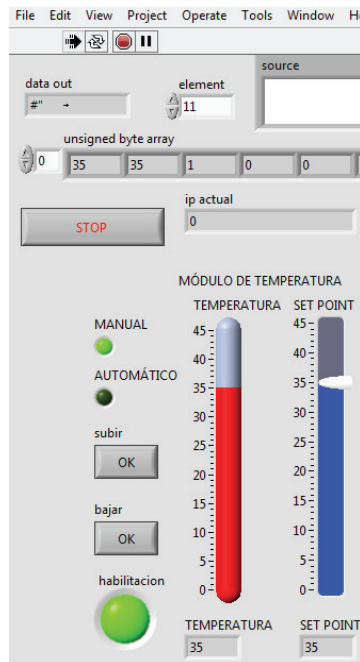 File Edit View Project Operate Tools Window
source
data out
element
#"
11
unsigned byte array
0 35 35 1 0 0
ip actual
0
STOP
MÓDULO DE TEMPERATURA
TEMPERATURA SET POINT
MANUAL
AUTOMÁTICO
45 45
40 40
35 35
30 30
25 25
20 20
15 15
10 10
5 5
0 0
subir
OK
bajar
OK
habilitacion
TEMPERATURA SET POINT
35 35